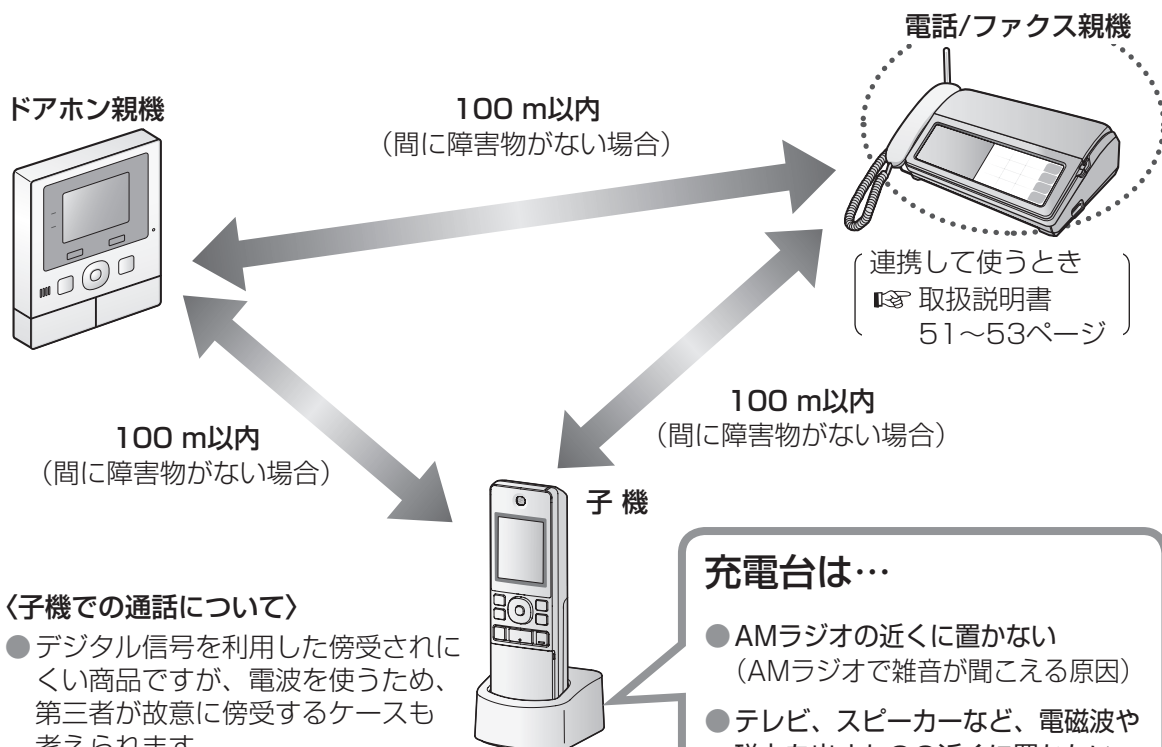 電話/ファクス親機
ドアホン親機
100 m以内
（間に障害物がない場合）
連携して使うとき
☞ 取扱説明書
51～53ページ
100 m以内
（間に障害物がない場合）
100 m以内
（間に障害物がない場合）
子 機
充電台は…
〈子機での通話について〉
●デジタル信号を利用した傍受されに
くい商品ですが、電波を使うため、
第三者が故意に傍受するケースも
考えられます
●AMラジオの近くに置かない
（AMラジオで雑音が聞こえる原因）
●テレビ、スピーカーなど、電磁波や